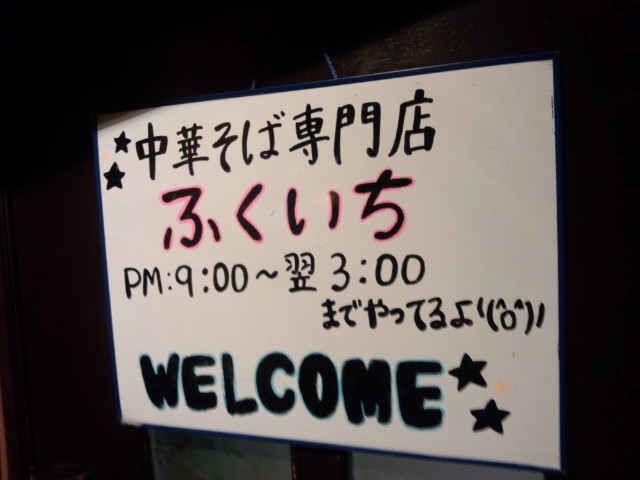 ★中華そば専門店
★
ふくいち
PM:9:00～翌3:00
までやってるよ╰(^o^)╯
WELCOME★
★